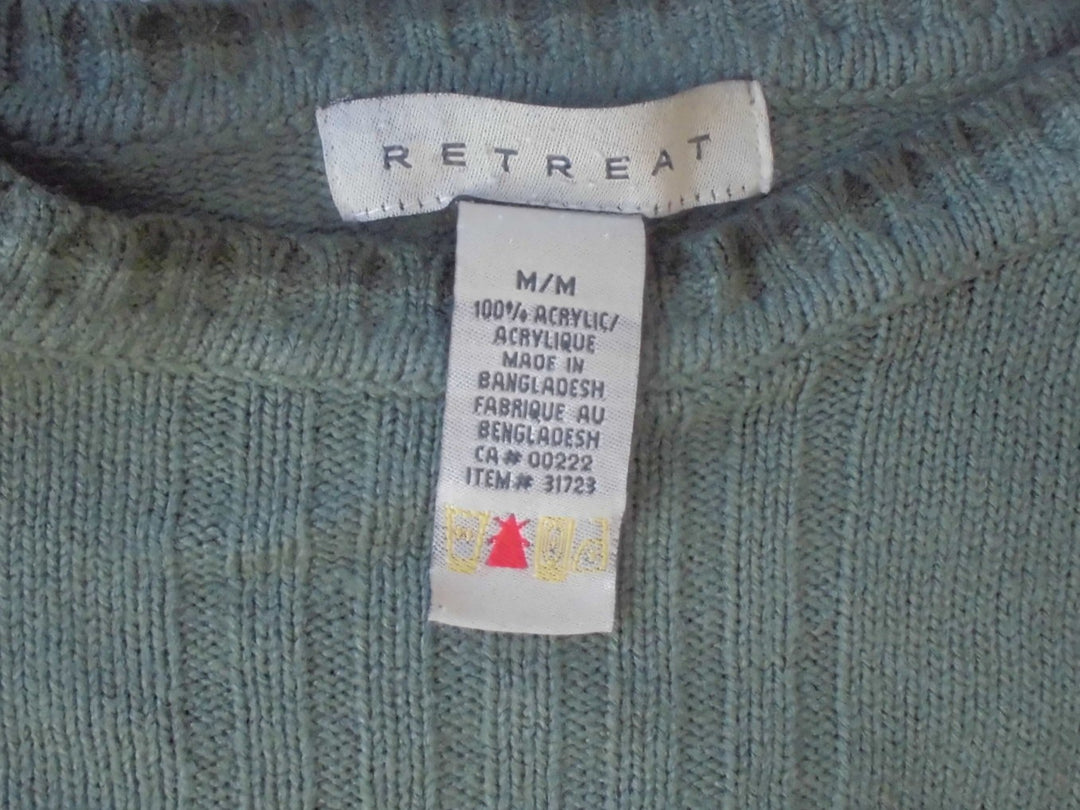 RETREAT
M/M
100% ACRYLIC/
ACRYLIQUE
MADE IN
BANGLADESH
FABRIQUE AU
BENGLADESH
CA# 00222
ITEM# 31723